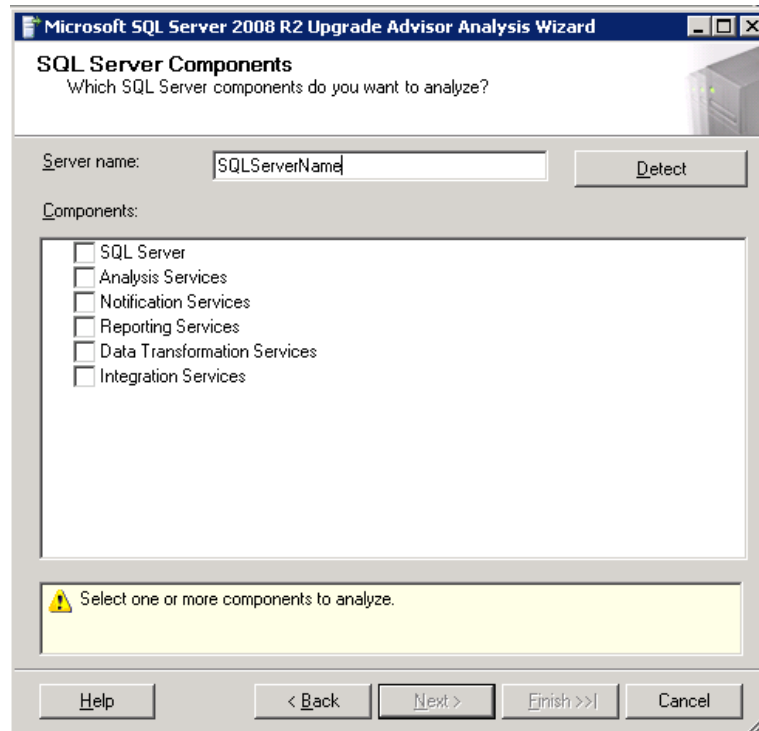 Microsoft SQL Server 2008 R2 Upgrade Advisor Analysis Wizard
SQL Server Components
Which SQL Server components do you want to analyze?
Server name:
SQLServerName
Detect
Components:
SQL Server
Analysis Services
Notification Services
Reporting Services
Data Transformation Services
Integration Services
Select one or more components to analyze.
Help
< Back
Next >
Finish >>|
Cancel